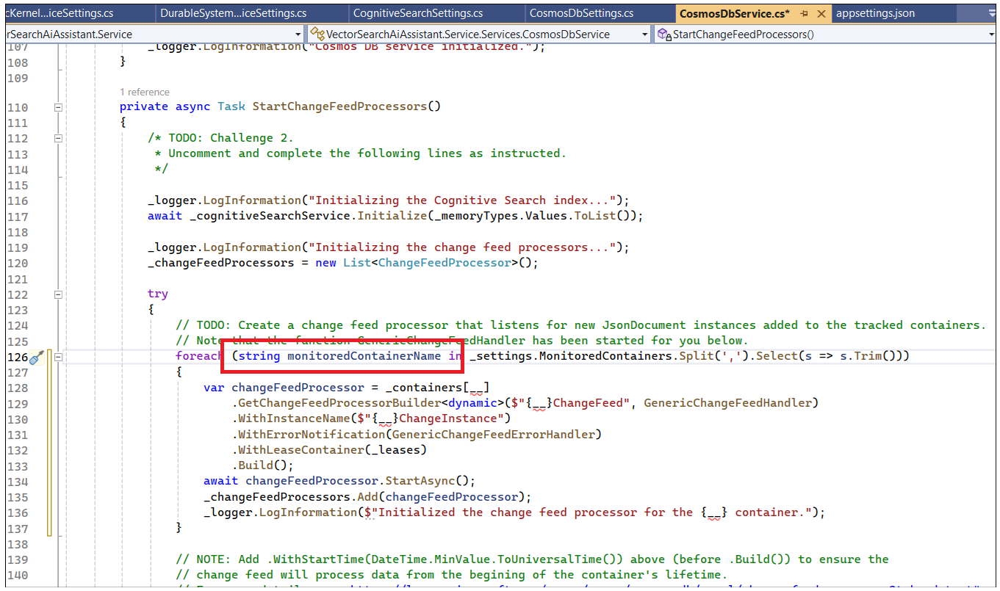 cKernel...iceSettings.cs DurableSystem...iceSettings.cs CognitiveSearchSettings.cs CosmosDbSettings.cs CosmosDbService.cs* appsettings.json
orSearchAiAssistant.Service VectorSearchAiAssistant.Service.Services.CosmosDbService StartChangeFeedProcessors()
107 _logger.LogInformation("Cosmos DB service initialized.");
108 }
109
1 reference
110 private async Task StartChangeFeedProcessors()
111 {
112 /* TODO: Challenge 2.
113 * Uncomment and complete the following lines as instructed.
114 */
115
116 _logger.LogInformation("Initializing the Cognitive Search index...");
117 await _cognitiveSearchService.Initialize(_memoryTypes.Values.ToList());
118
119 _logger.LogInformation("Initializing the change feed processors...");
120 _changeFeedProcessors = new List<ChangeFeedProcessor>();
121
122 try
123 {
124 // TODO: Create a change feed processor that listens for new JsonDocument instances added to the tracked containers.
125 // Note that the function GenericChangeFeedHandler has been started for you below.
126 foreach (string monitoredContainerName in _settings.MonitoredContainers.Split(',').Select(s => s.Trim()))
127 {
128 var changeFeedProcessor = _containers[__]
129 .GetChangeFeedProcessorBuilder<dynamic>($"{__}ChangeFeed", GenericChangeFeedHandler)
130 .WithInstanceName($"{__}ChangeInstance")
131 .WithErrorNotification(GenericChangeFeedErrorHandler)
132 .WithLeaseContainer(_leases)
133 .Build();
134 await changeFeedProcessor.StartAsync();
135 _changeFeedProcessors.Add(changeFeedProcessor);
136 _logger.LogInformation($"Initialized the change feed processor for the {__} container.");
137 }
138
139 // NOTE: Add .WithStartTime(DateTime.MinValue.ToUniversalTime()) above (before .Build()) to ensure the
140 // change feed will process data from the begining of the container's lifetime.